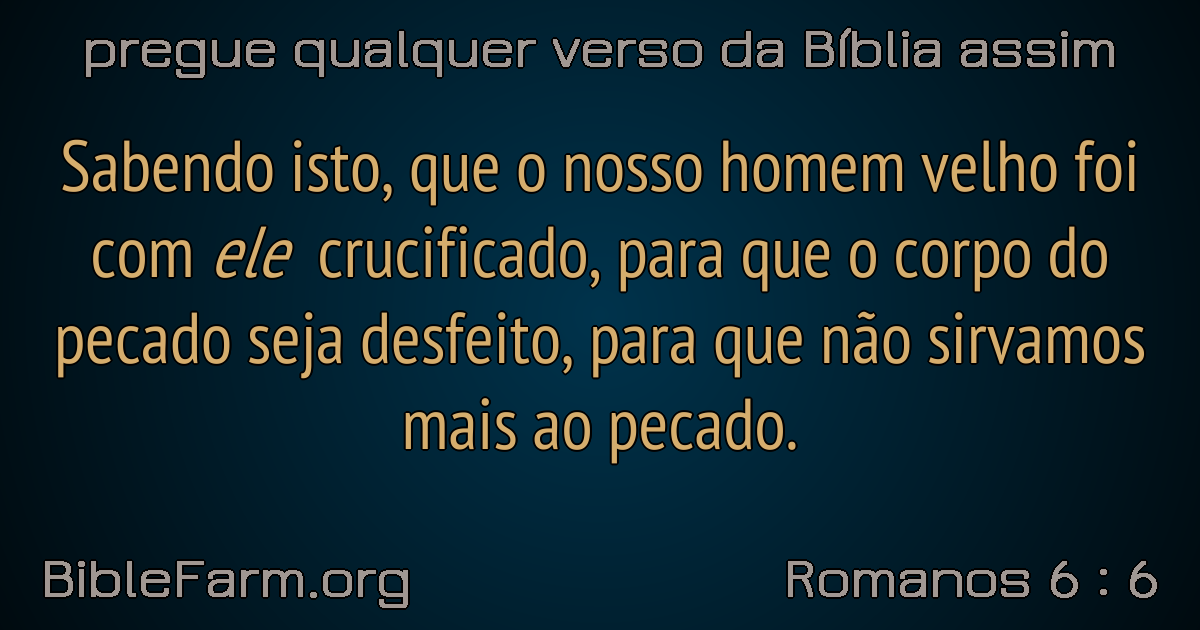 pregue qualquer verso da Bíblia assim
Sabendo isto, que o nosso homem velho foi
com ele crucificado, para que o corpo do
pecado seja desfeito, para que não sirvamos
mais ao pecado.
BibleFarm.org
Romanos 6 : 6